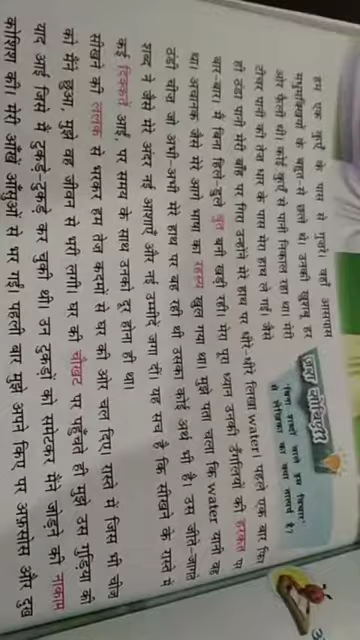 हम एक कुएँ के पास से गुज़रे। वहाँ आसपास
मधुमक्खियों के बहुत-से छत्ते थे। उनकी खुशबू हर
ओर फैली थी। कोई कुएँ से पानी निकाल रहा था। मेरी
टीचर पानी की तेज़ धार के पास मेरा हाथ ले गईं। जैसे
ही ठंडा पानी मेरी बाँह पर गिरा उन्होंने मेरे हाथ पर धीरे-धीरे लिखा water। पहले एक बार फिर
बार-बार। मैं बिना हिले-डुले बुत बनी खड़ी रही। मेरा पूरा ध्यान उनकी उँगलियों की हरकत पर
था। अचानक जैसे मेरे आगे भाषा का रहस्य खुल गया था। मुझे पता चला कि water यानी वह
ठंडी चीज़ जो अभी-अभी मेरे हाथ पर बह रही थी उसका कोई अर्थ भी है। उस जीते-जागते
शब्द ने जैसे मेरे अंदर नई आशाएँ और नई उम्मीदें जगा दीं। यह सच है कि सीखने के रास्ते में
कई दिक्कतें आईं, पर समय के साथ उनको दूर होना ही था।
सीखने की ललक से भरकर हम तेज़ कदमों से घर की ओर चल दिए। रास्ते में जिस भी चीज़
को मैंने छुआ, मुझे वह जीवन से भरी लगी। घर की चौखट पर पहुँचते ही मुझे उस गुड़िया की
याद आई जिसे मैं टुकड़े-टुकड़े कर चुकी थी। उन टुकड़ों को समेटकर मैंने जोड़ने की नाकाम
कोशिश की। मेरी आँखें आँसुओं से भर गईं। पहली बार मुझे अपने किए पर अफ़सोस और दुख
ज़रा सोचिए